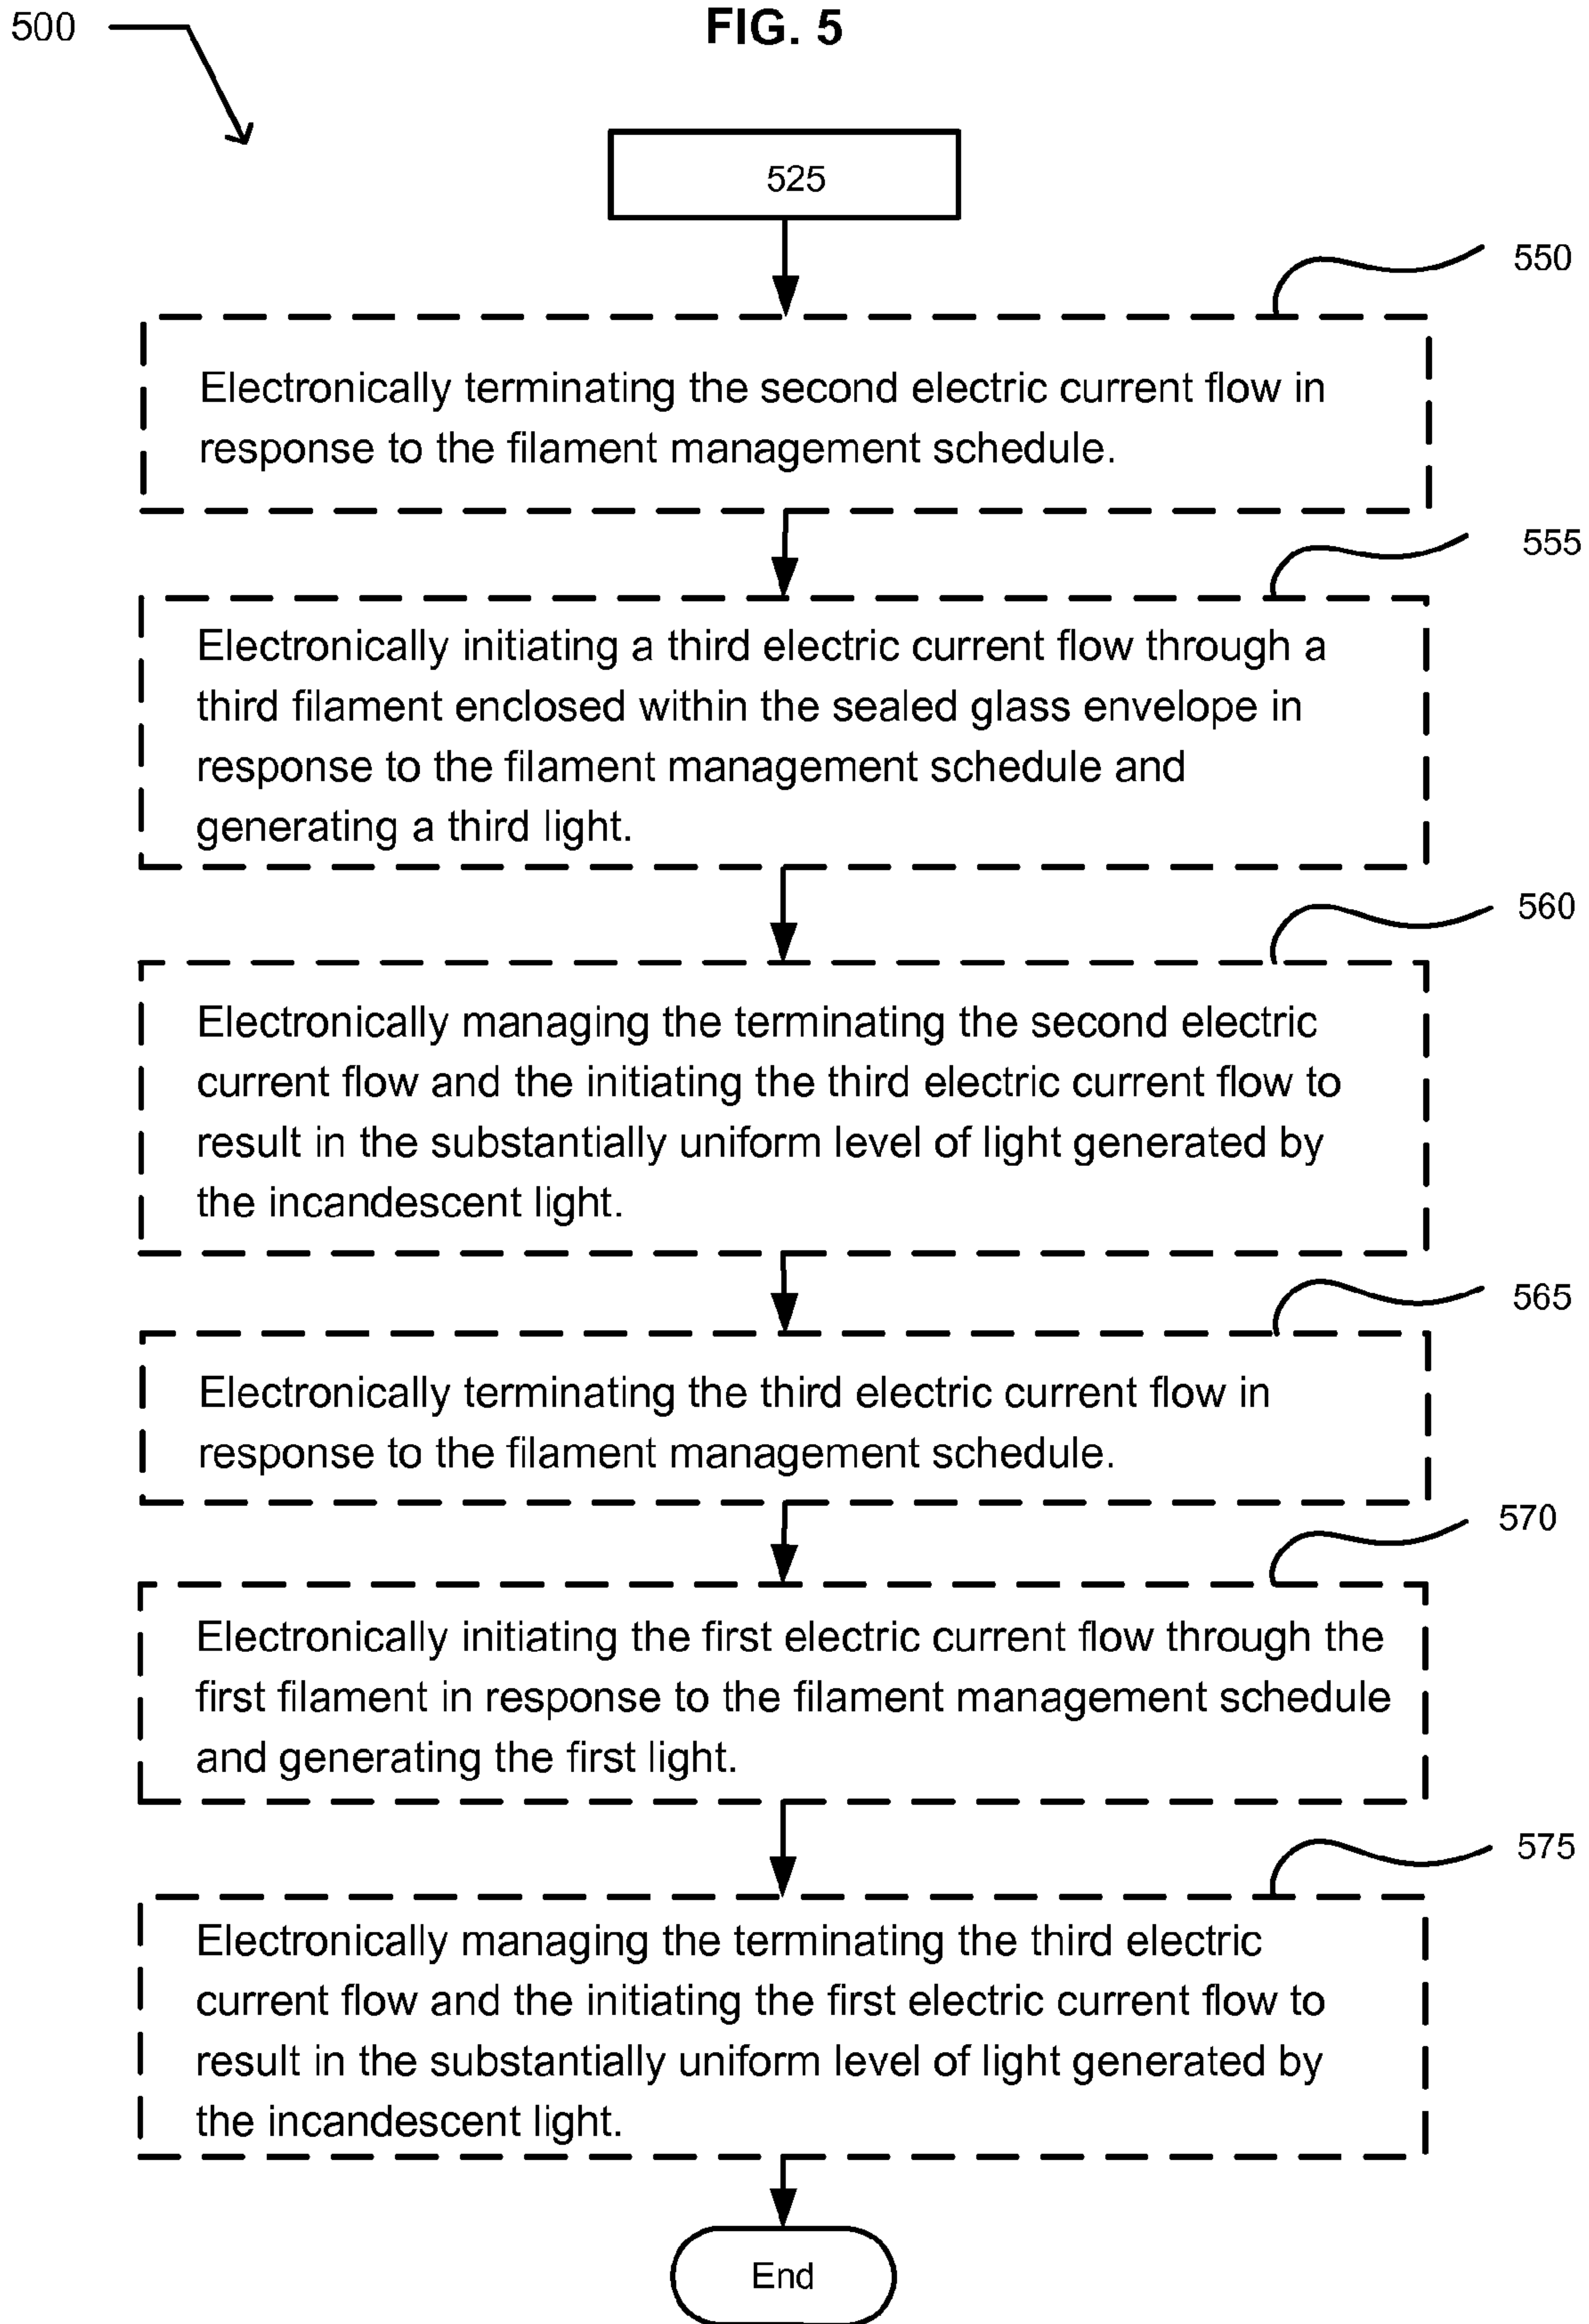 500
FIG. 5
525
550
Electronically terminating the second electric current flow in
response to the filament management schedule.
555
Electronically initiating a third electric current flow through a
third filament enclosed within the sealed glass envelope in
response to the filament management schedule and
generating a third light.
560
Electronically managing the terminating the second electric
current flow and the initiating the third electric current flow to
result in the substantially uniform level of light generated by
the incandescent light.
565
Electronically terminating the third electric current flow in
response to the filament management schedule.
570
Electronically initiating the first electric current flow through the
first filament in response to the filament management schedule
and generating the first light.
575
Electronically managing the terminating the third electric
current flow and the initiating the first electric current flow to
result in the substantially uniform level of light generated by
the incandescent light.
End